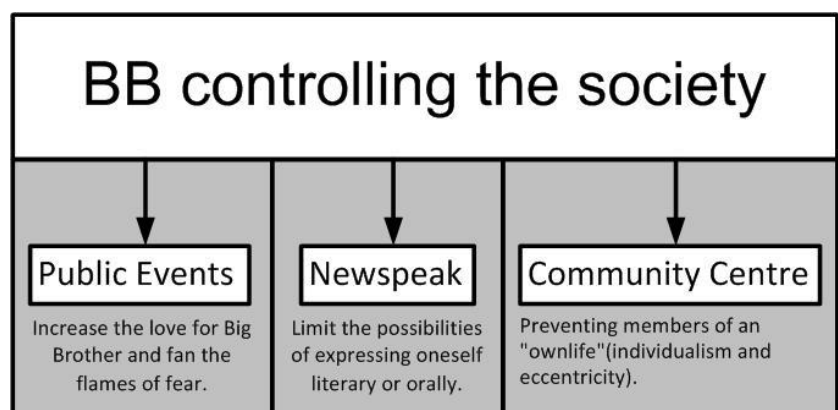 BB controlling the society
Public Events
Increase the love for Big
Brother and fan the
flames of fear.
Newspeak
Limit the possibilities
of expressing oneself
literary or orally.
Community Centre
Preventing members of an
"ownlife"(individualism and
eccentricity).